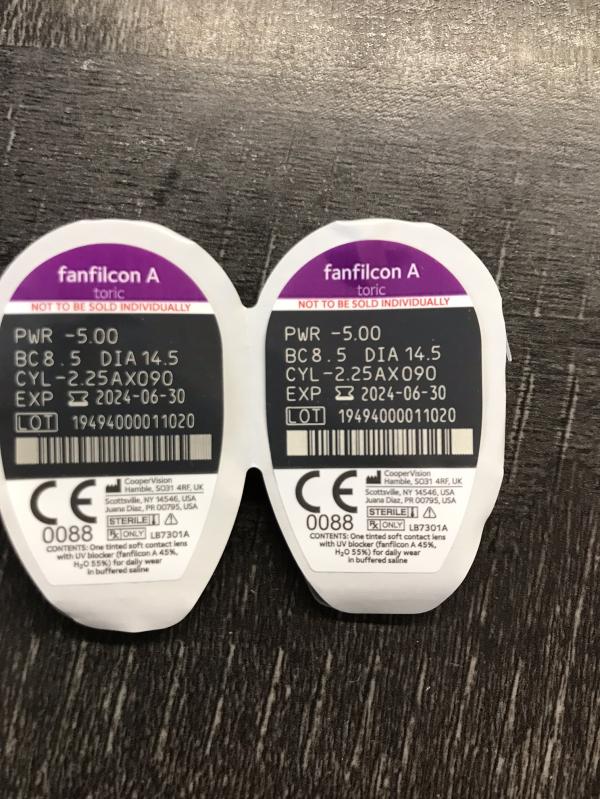 fanfilcon A
toric
NOT TO BE SOLD INDIVIDUALLY
PWR -5.00
BC8.5 DIA14.5
CYL-2.25AX090
EXP 2024-06-30
LOT 19494000011020
CE
0088
CooperVision
Hamble, SO31 4RF, UK
Scottsville, NY 14546, USA
Juana Diaz, PR 00795, USA
STERILE
Rx ONLY LB7301A
CONTENTS: One tinted soft contact lens
with UV blocker (fanfilcon A 45%,
H₂O 55%) for daily wear
in buffered saline
fanfilcon A
toric
NOT TO BE SOLD INDIVIDUALLY
PWR -5.00
BC8.5 DIA14.5
CYL-2.25AX090
EXP 2024-06-30
LOT 19494000011020
CE
0088
CooperVision
Hamble, SO31 4RF, UK
Scottsville, NY 14546, USA
Juana Diaz, PR 00795, USA
STERILE
Rx ONLY LB7301A
CONTENTS: One tinted soft contact lens
with UV blocker (fanfilcon A 45%,
H₂O 55%) for daily wear
in buffered saline